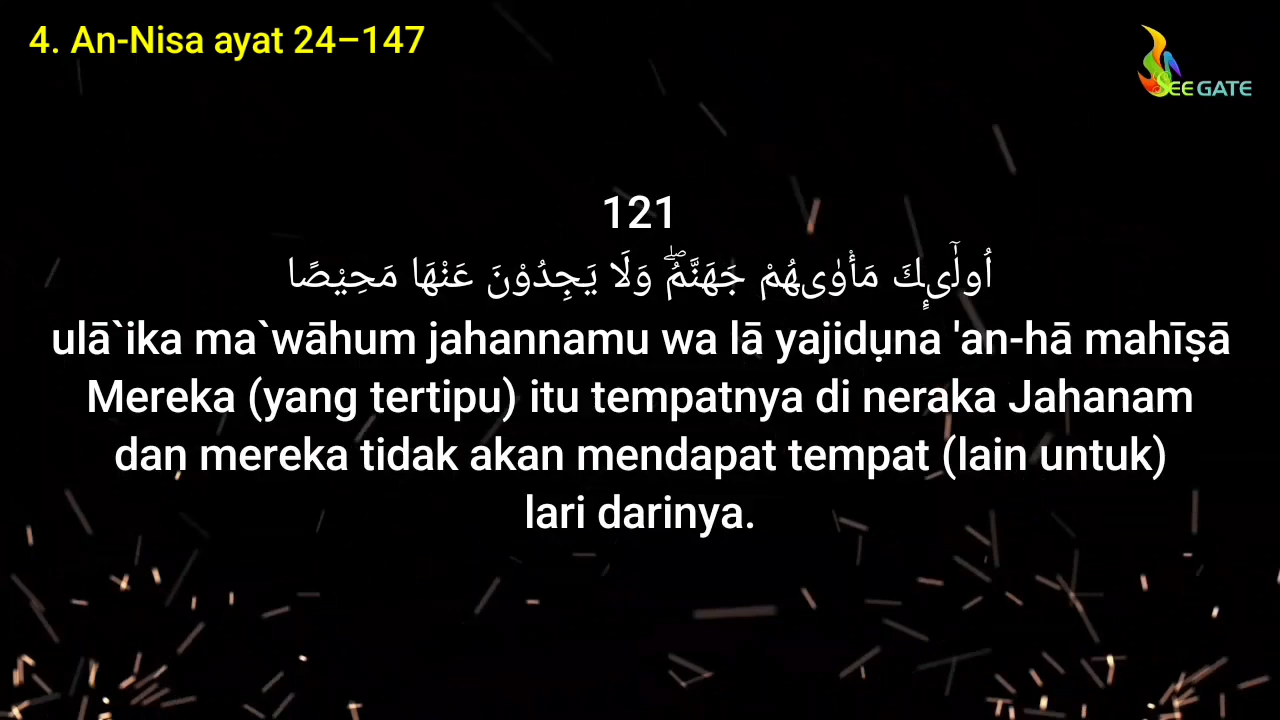 4. An-Nisa ayat 24–147
SEE GATE
121
اُولٰۤىِٕكَ مَأْوٰىهُمْ جَهَنَّمُۖ وَلَا يَجِدُوْنَ عَنْهَا مَحِيْصًا
ulā`ika ma`wāhum jahannamu wa lā yajidụna 'an-hā mahīṣā
Mereka (yang tertipu) itu tempatnya di neraka Jahanam
dan mereka tidak akan mendapat tempat (lain untuk)
lari darinya.